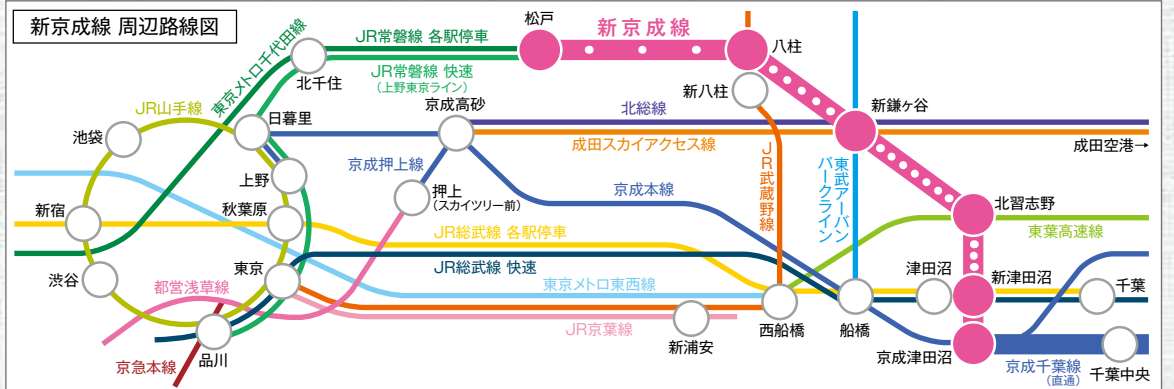 新京成線 周辺路線図
松戸
新京成線
八柱
JR常磐線 各駅停車
東京メトロ千代田線
北千住
JR常磐線 快速
(上野東京ライン)
新八柱
新鎌ヶ谷
JR山手線
京成高砂
北総線
池袋
日暮里
成田スカイアクセス線
成田空港→
京成押上線
JR武蔵野線
東武アーバン
パークライン
上野
押上
(スカイツリー前)
京成本線
北習志野
新宿
秋葉原
JR総武線 各駅停車
東葉高速線
東京
JR総武線 快速
津田沼
新津田沼
渋谷
都営浅草線
東京メトロ東西線
千葉
JR京葉線
西船橋
船橋
品川
新浦安
京成津田沼
京急本線
京成千葉線
(直通)
千葉中央